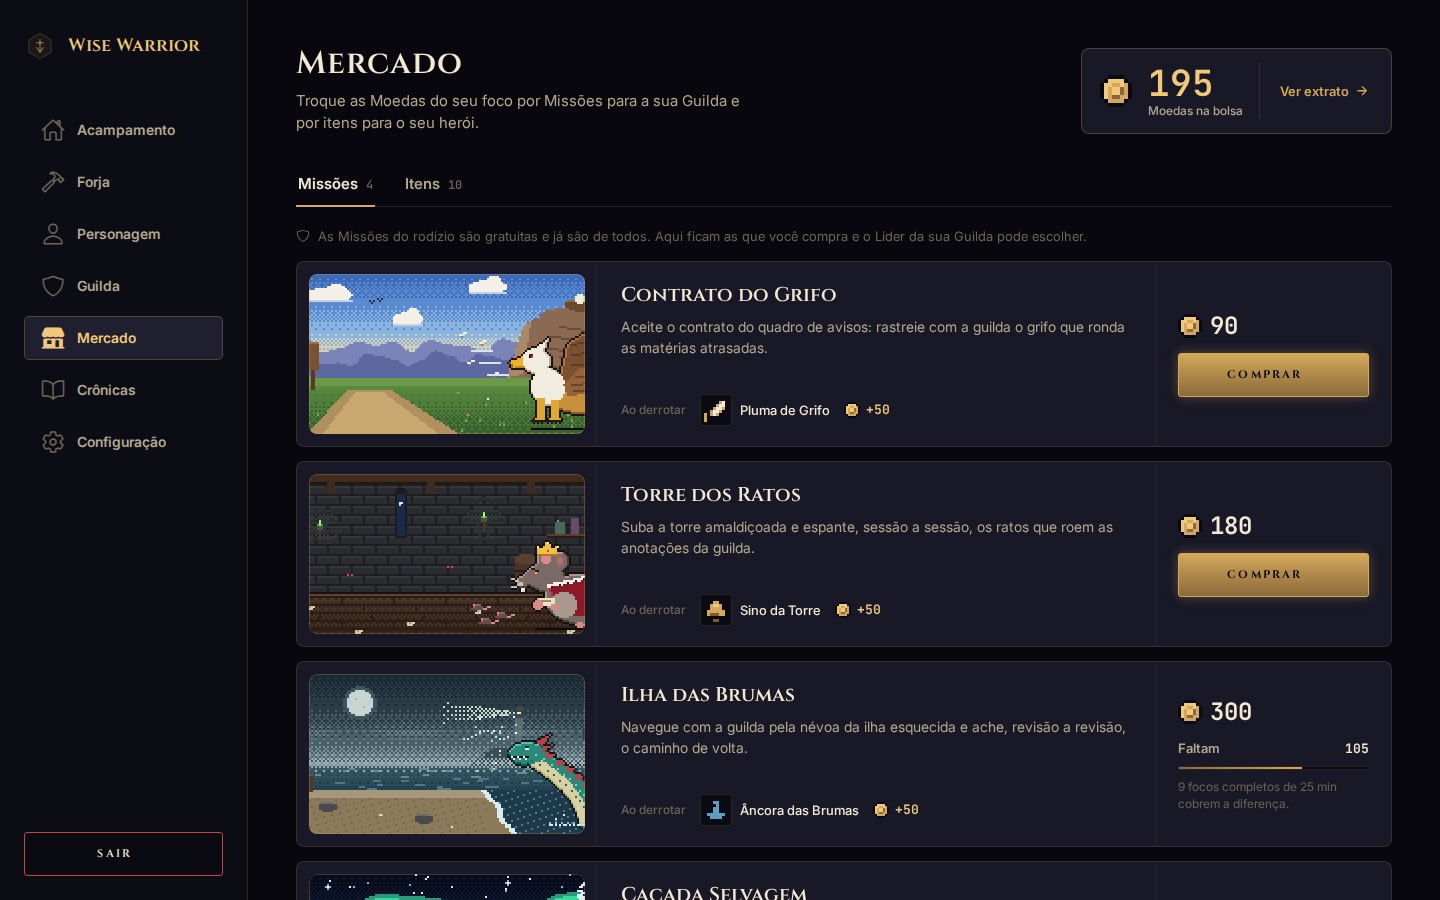 Wise Warrior
Acampamento
Forja
Personagem
Guilda
Mercado
Crônicas
Configuração
SAIR
Mercado
Troque as Moedas do seu foco por Missões para a sua Guilda e
por itens para o seu herói.
195
Moedas na bolsa
Ver extrato →
Missões 4
Itens 10
As Missões do rodízio são gratuitas e já são de todos. Aqui ficam as que você compra e o Líder da sua Guilda pode escolher.
Contrato do Grifo
Aceite o contrato do quadro de avisos: rastreie com a guilda o grifo que ronda
as matérias atrasadas.
Ao derrotar Pluma de Grifo +50
90
COMPRAR
Torre dos Ratos
Suba a torre amaldiçoada e espante, sessão a sessão, os ratos que roem as
anotações da guilda.
Ao derrotar Sino da Torre +50
180
COMPRAR
Ilha das Brumas
Navegue com a guilda pela névoa da ilha esquecida e ache, revisão a revisão,
o caminho de volta.
Ao derrotar Âncora das Brumas +50
300
Faltam 105
9 focos completos de 25 min
cobrem a diferença.
Caçada Selvagem